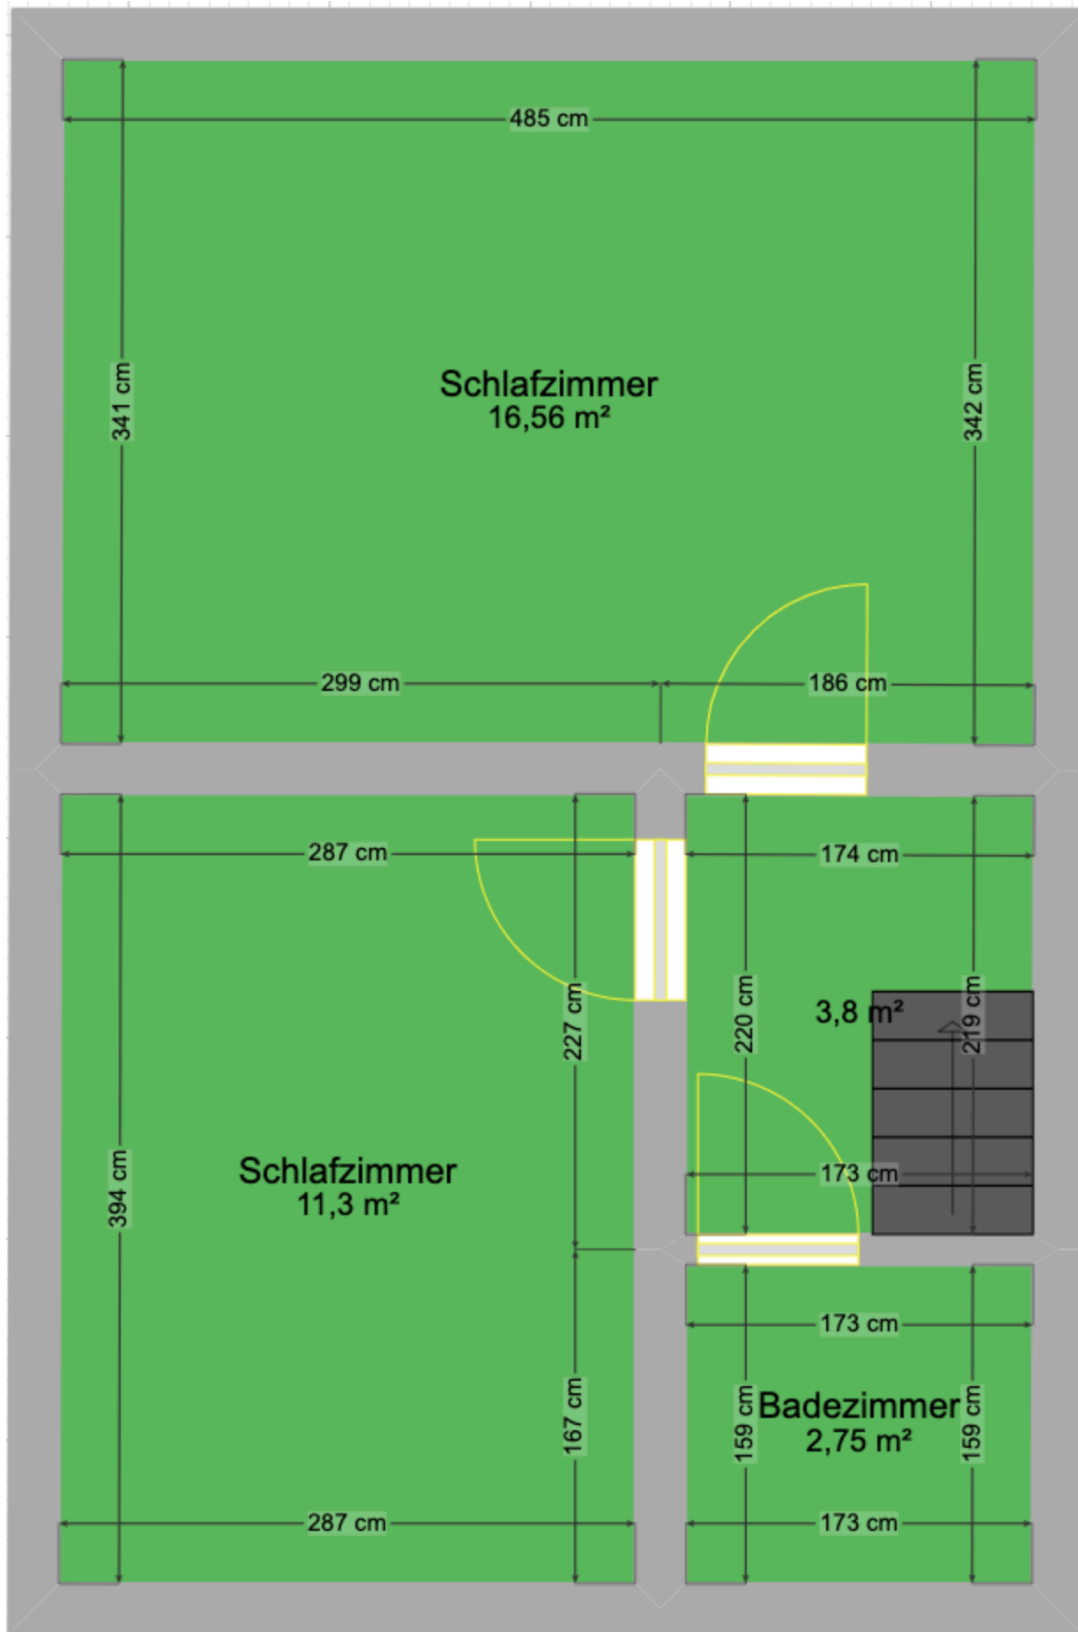 485 cm
341 cm
342 cm
Schlafzimmer
16,56 m²
299 cm
186 cm
287 cm
174 cm
227 cm
220 cm
3,8 m²
219 cm
394 cm
Schlafzimmer
11,3 m²
173 cm
173 cm
167 cm
159 cm
Badezimmer
2,75 m²
159 cm
287 cm
173 cm